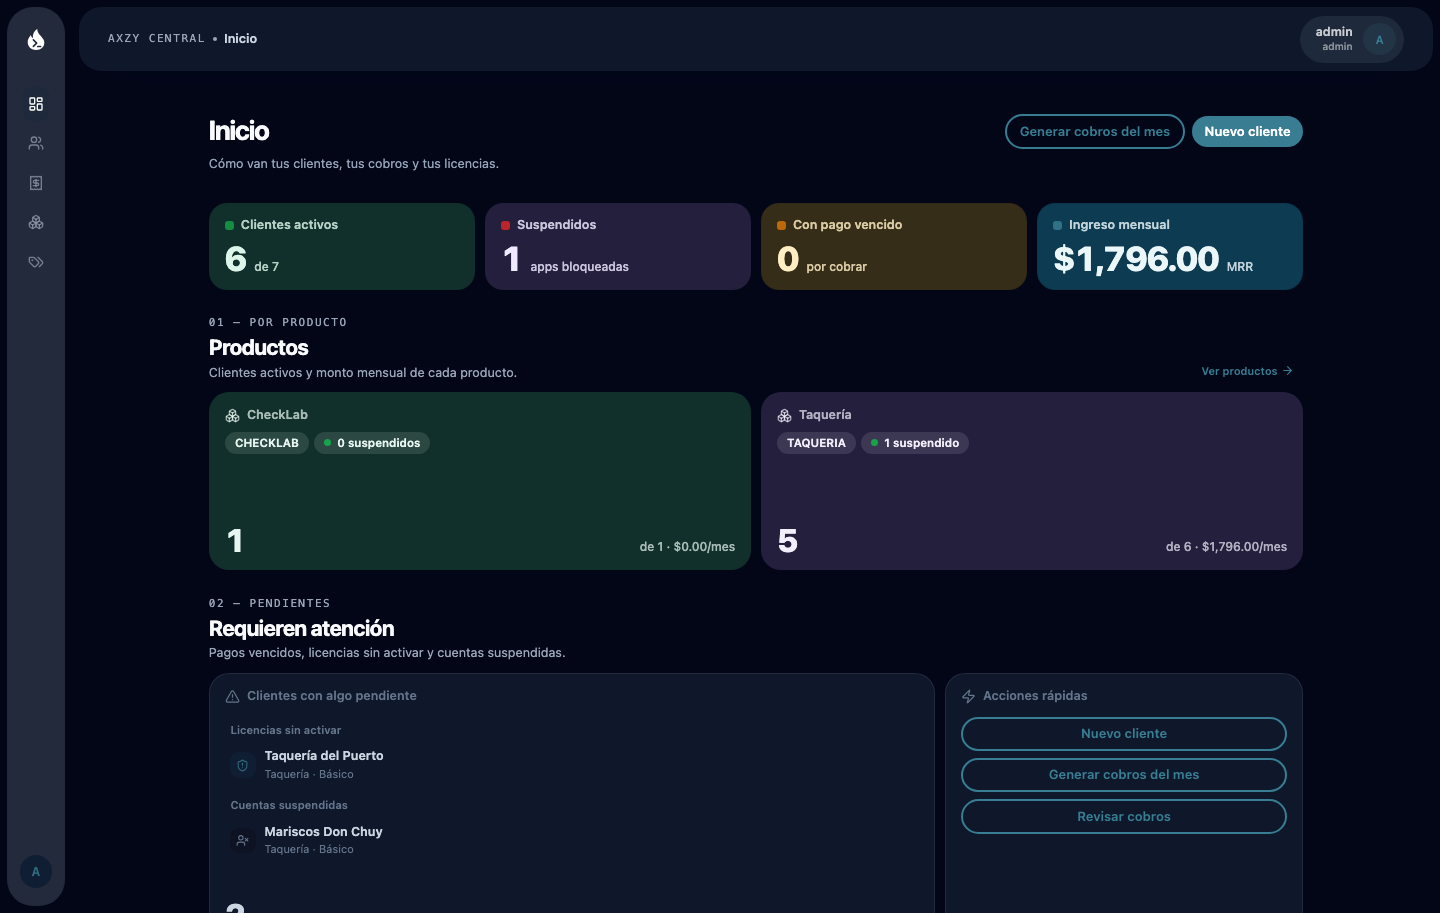 AXZY CENTRAL • Inicio
admin
admin
A
Inicio
Generar cobros del mes
Nuevo cliente
Cómo van tus clientes, tus cobros y tus licencias.
Clientes activos
6 de 7
Suspendidos
1 apps bloqueadas
Con pago vencido
0 por cobrar
Ingreso mensual
$1,796.00 MRR
01 — POR PRODUCTO
Productos
Clientes activos y monto mensual de cada producto.
Ver productos →
CheckLab
CHECKLAB
0 suspendidos
1
de 1 · $0.00/mes
Taquería
TAQUERIA
1 suspendido
5
de 6 · $1,796.00/mes
02 — PENDIENTES
Requieren atención
Pagos vencidos, licencias sin activar y cuentas suspendidas.
Clientes con algo pendiente
Licencias sin activar
Taquería del Puerto
Taquería · Básico
Cuentas suspendidas
Mariscos Don Chuy
Taquería · Básico
Acciones rápidas
Nuevo cliente
Generar cobros del mes
Revisar cobros
A